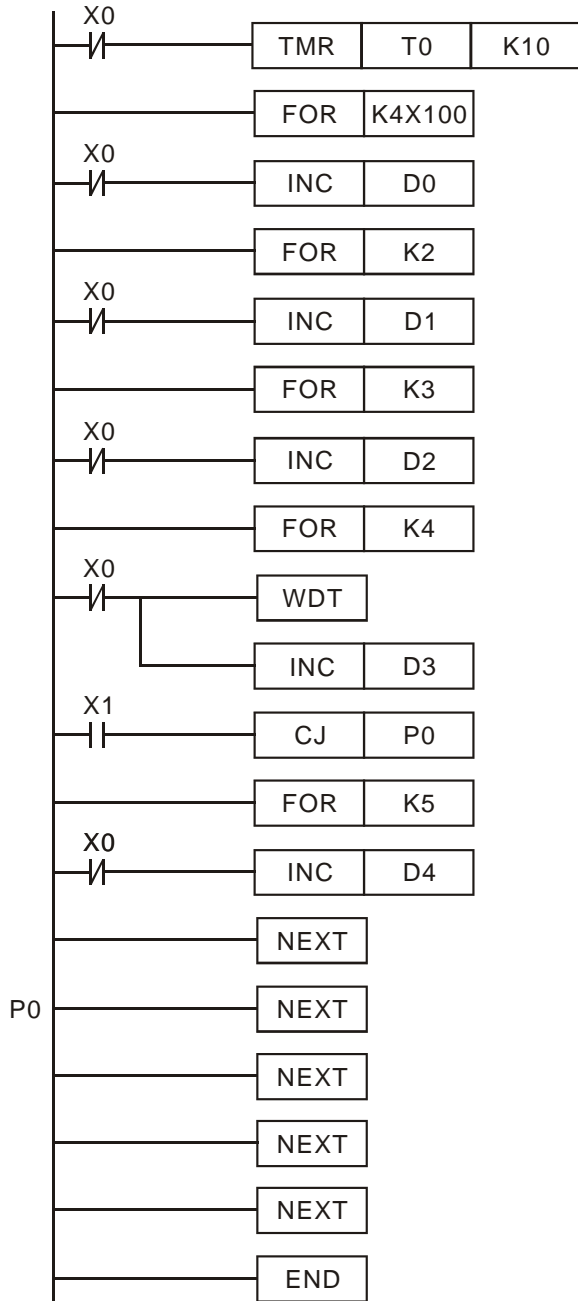 X0
TMR T0 K10
FOR K4X100
X0
INC D0
FOR K2
X0
INC D1
FOR K3
X0
INC D2
FOR K4
X0
WDT
INC D3
X1
CJ P0
FOR K5
X0
INC D4
NEXT
P0 NEXT
NEXT
NEXT
NEXT
END